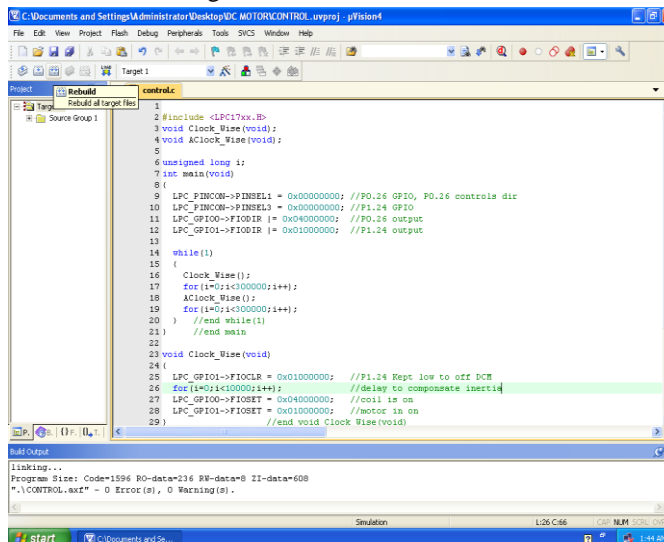 C:\Documents and Settings\Administrator\Desktop\DC MOTOR\CONTROL.uvproj - µVision4
File Edit View Project Flash Debug Peripherals Tools SVCS Window Help
Target 1
Project
Rebuild
Rebuild all target files
control.c
Source Group 1
1
2 #include <LPC17xx.H>
3 void Clock_Wise(void);
4 void AClock_Wise(void);
5
6 unsigned long i;
7 int main(void)
8 {
9 LPC_PINCON->PINSEL1 = 0x00000000; //P0.26 GPIO, P0.26 controls dir
10 LPC_PINCON->PINSEL3 = 0x00000000; //P1.24 GPIO
11 LPC_GPIO0->FIODIR |= 0x04000000; //P0.26 output
12 LPC_GPIO1->FIODIR |= 0x01000000; //P1.24 output
13
14 while(1)
15 {
16 Clock_Wise();
17 for(i=0;i<300000;i++);
18 AClock_Wise();
19 for(i=0;i<300000;i++);
20 } //end while(1)
21 } //end main
22
23 void Clock_Wise(void)
24 {
25 LPC_GPIO1->FIOCLR = 0x01000000; //P1.24 Kept low to off DCM
26 for(i=0;i<10000;i++); //delay to componsate inertia
27 LPC_GPIO0->FIOSET = 0x04000000; //coil is on
28 LPC_GPIO1->FIOSET = 0x01000000; //motor in on
29 } //end void Clock_Wise(void)
Build Output
linking...
Program Size: Code=1596 RO-data=236 RW-data=8 ZI-data=608
".\CONTROL.axf" - 0 Error(s), 0 Warning(s).
Simulation L:26 C:66 CAP NUM SCRL OVR
start C:\Documents and Se... 1:44 AM